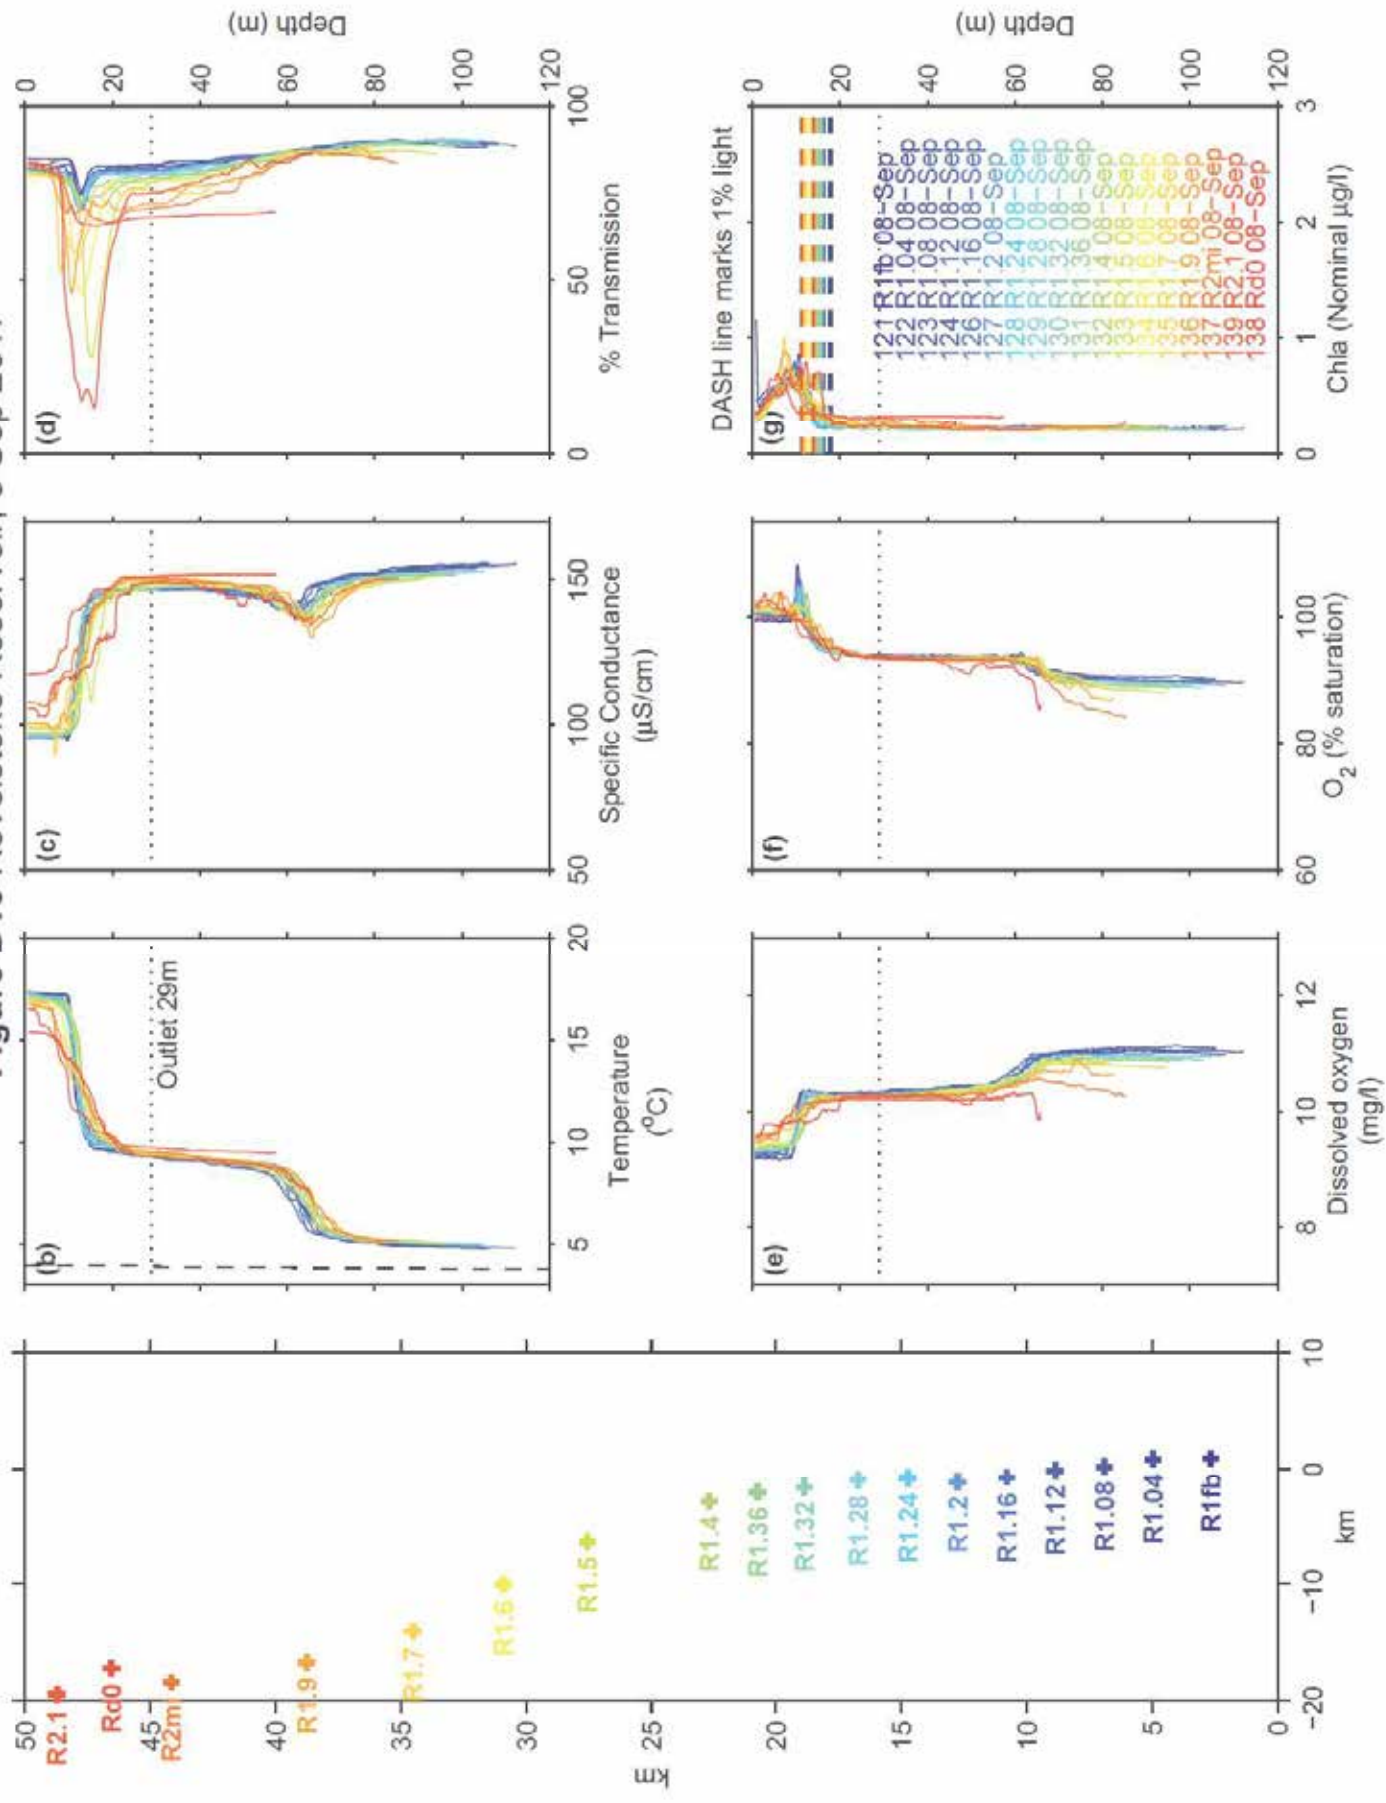 50
45
40
35
30
25
20
15
10
5
0
km
−20
−10
0
10
km
R2.1
Rd0
R2mi
R1.9
R1.7
R1.6
R1.5
R1.4
R1.36
R1.32
R1.28
R1.24
R1.2
R1.16
R1.12
R1.08
R1.04
R1fb
(b)
Outlet 29m
5
10
15
20
Temperature
(°C)
(c)
50
100
150
Specific Conductance
(µS/cm)
(d)
0
50
100
% Transmission
0
20
40
60
80
100
120
Depth (m)
(e)
8
10
12
Dissolved oxygen
(mg/l)
(f)
60
80
100
O₂ (% saturation)
DASH line marks 1% light
(g)
121 R1fb 08−Sep
122 R1.04 08−Sep
123 R1.08 08−Sep
124 R1.12 08−Sep
126 R1.16 08−Sep
127 R1.2 08−Sep
128 R1.24 08−Sep
129 R1.28 08−Sep
130 R1.32 08−Sep
131 R1.36 08−Sep
132 R1.4 08−Sep
133 R1.5 08−Sep
134 R1.6 08−Sep
135 R1.7 08−Sep
136 R1.9 08−Sep
137 R2mi 08−Sep
139 R2.1 08−Sep
138 Rd0 08−Sep
0
1
2
3
Chla (Nominal µg/l)
0
20
40
60
80
100
120
Depth (m)